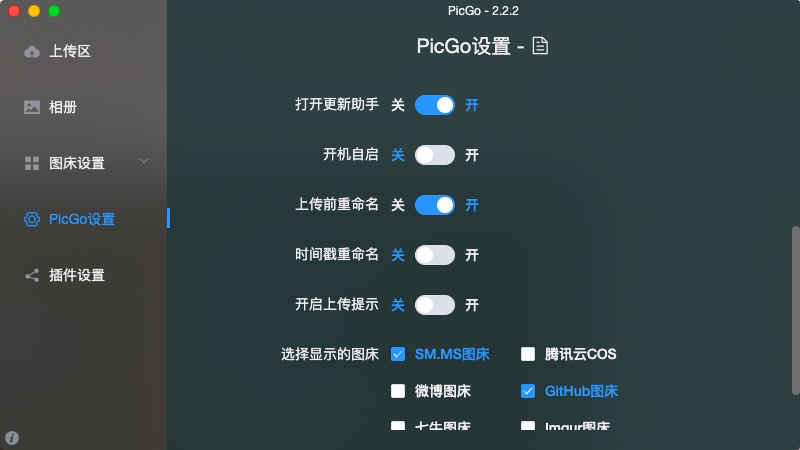 PicGo - 2.2.2
上传区
相册
图床设置
PicGo设置
插件设置
PicGo设置 -
打开更新助手 关 开
开机自启 关 开
上传前重命名 关 开
时间戳重命名 关 开
开启上传提示 关 开
选择显示的图床 SM.MS图床 腾讯云COS
微博图床 GitHub图床
七牛图床 Imgur图床